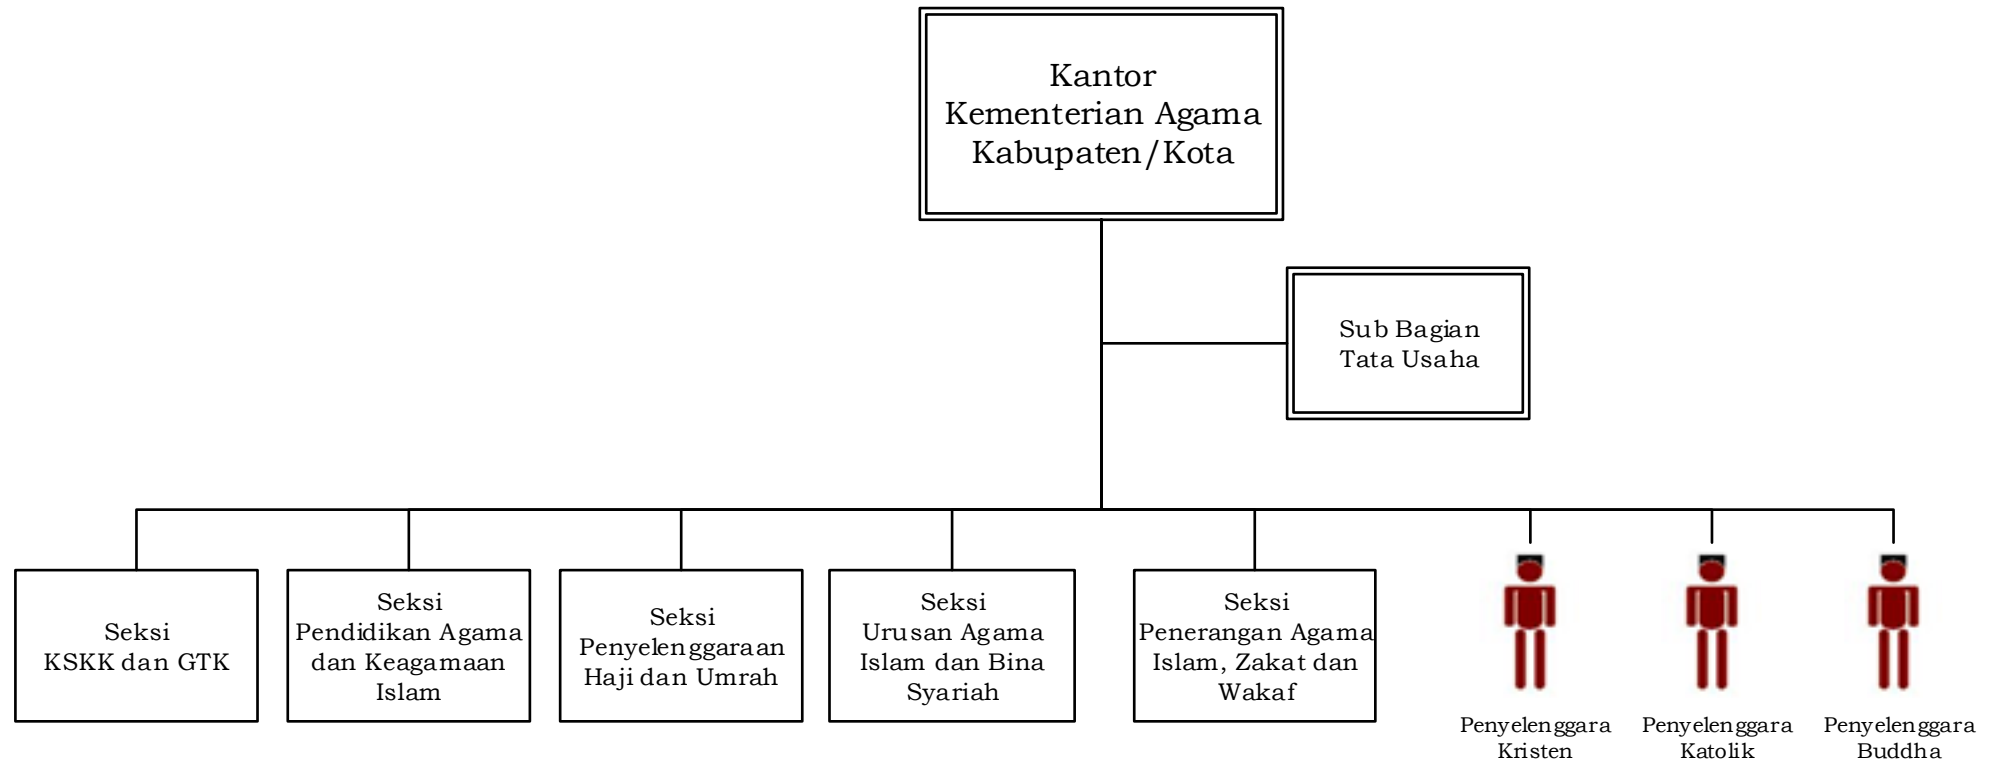 Kantor
Kementerian Agama
Kabupaten/Kota
Sub Bagian
Tata Usaha
Seksi
KSKK dan GTK
Seksi
Pendidikan Agama
dan Keagamaan
Islam
Seksi
Penyelenggaraan
Haji dan Umrah
Seksi
Urusan Agama
Islam dan Bina
Syariah
Seksi
Penerangan Agama
Islam, Zakat dan
Wakaf
Penyelenggara
Kristen
Penyelenggara
Katolik
Penyelenggara
Buddha